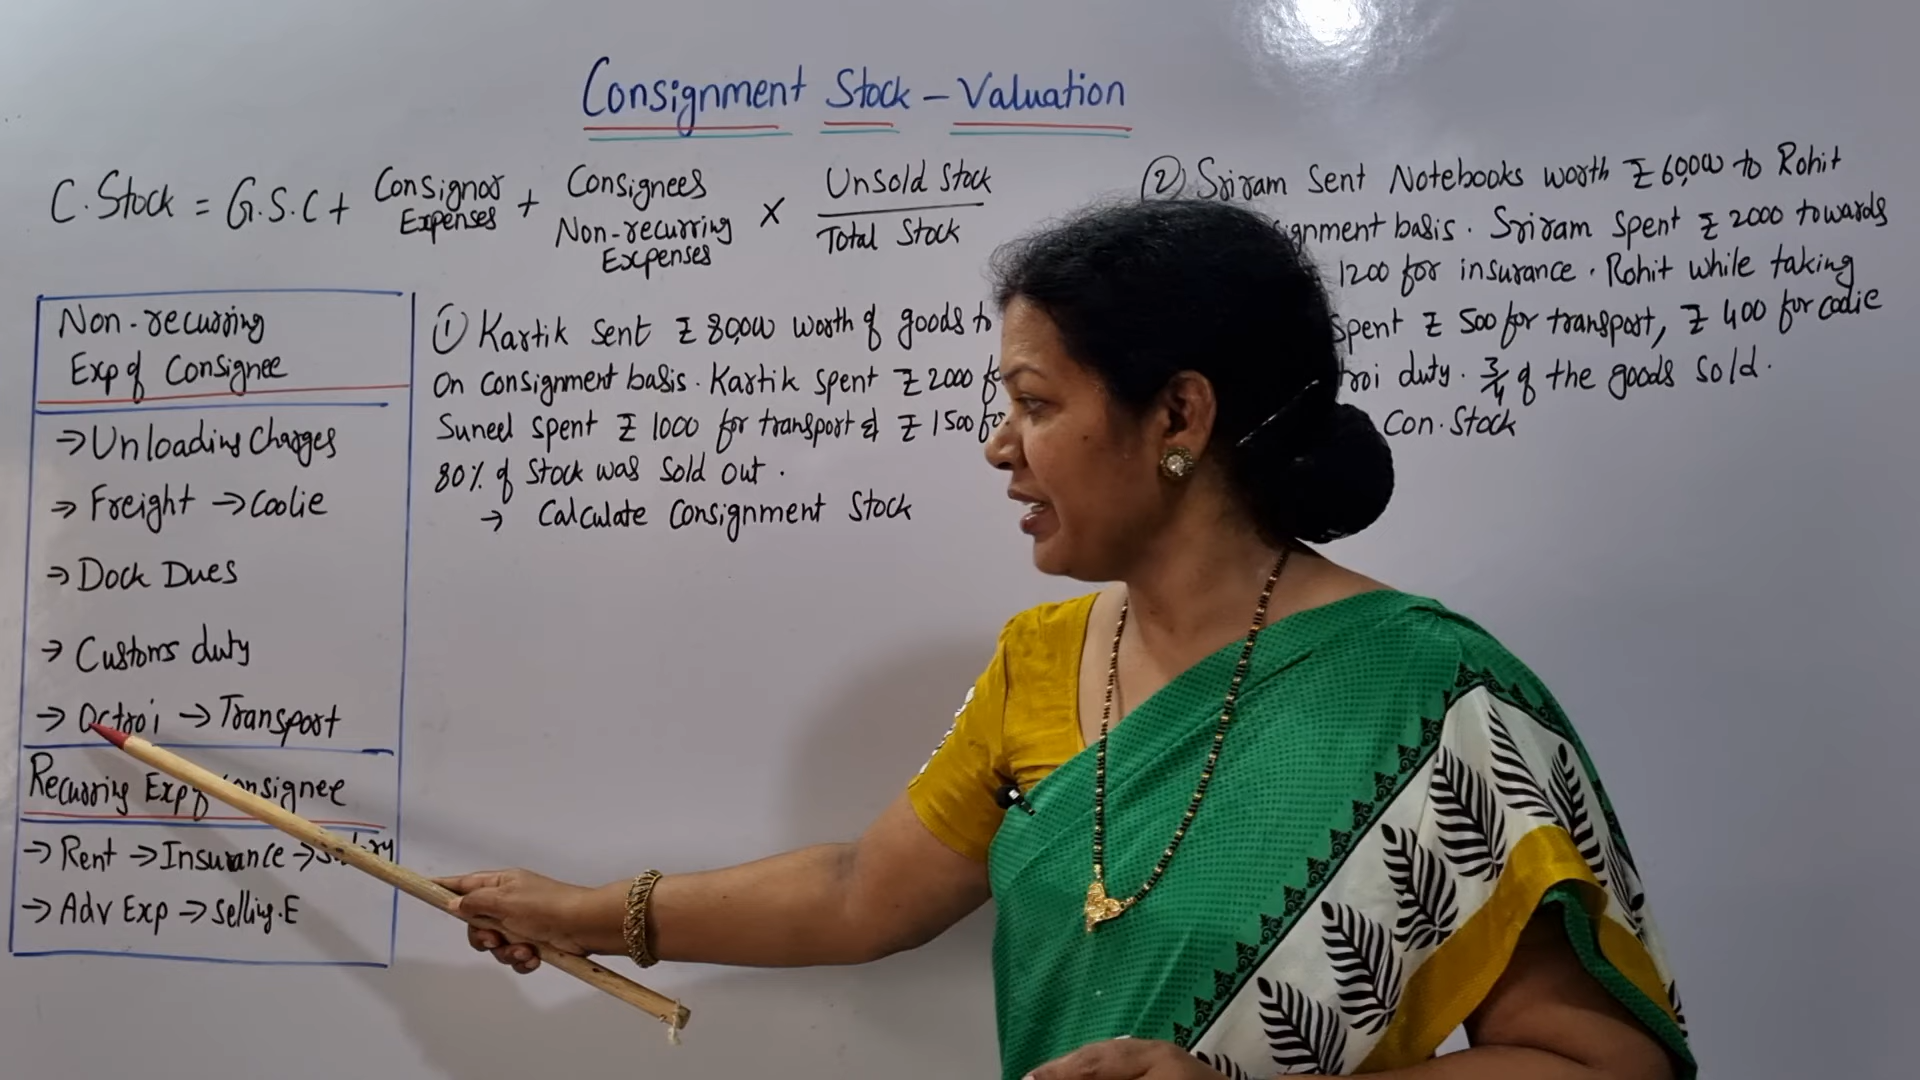 Consignment Stock – Valuation
C. Stock = G.S.C + Consignor Expenses + Consignees Non-recurring Expenses × Unsold Stock / Total Stock
Non-recurring
Exp of Consignee
→ Unloading Charges
→ Freight → Coolie
→ Dock Dues
→ Customs duty
→ Octroi → Transport
Recurring Exp of Consignee
→ Rent → Insurance → Salary
→ Adv Exp → Selling.E
① Kartik sent ₹ 80,000 worth of goods to
On consignment basis. Kartik spent ₹ 2000
Suneel spent ₹ 1000 for transport & ₹ 1500
80% of stock was sold out.
→ Calculate Consignment Stock
② Sriram sent Notebooks worth ₹ 60,000 to Rohit
basis. Sriram spent ₹ 2000 towards
1200 for insurance. Rohit while taking
spent ₹ 500 for transport, ₹ 400 for coolie
duty. 3/4 of the goods sold.
Con. Stock